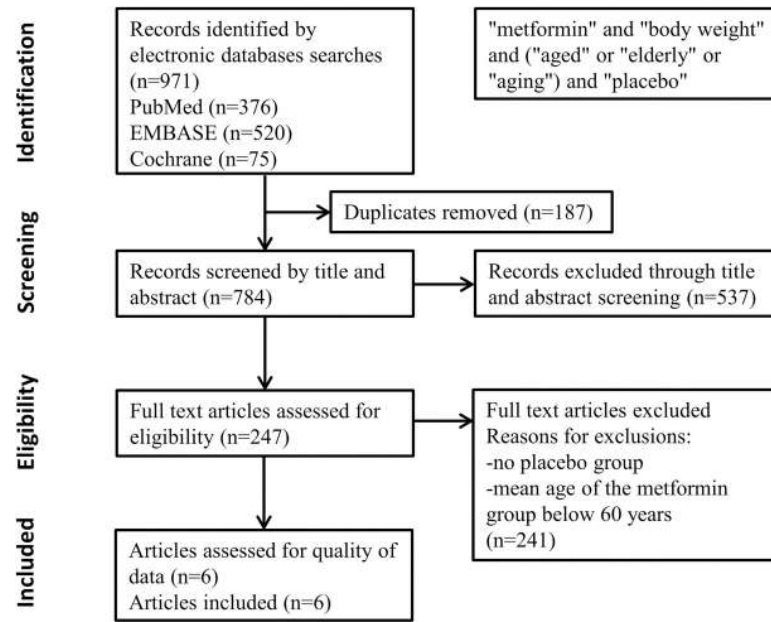 Identification
Records identified by
electronic databases searches
(n=971)
PubMed (n=376)
EMBASE (n=520)
Cochrane (n=75)
"metformin" and "body weight"
and ("aged" or "elderly" or
"aging") and "placebo"
Screening
Duplicates removed (n=187)
Records screened by title and
abstract (n=784)
Records excluded through title
and abstract screening (n=537)
Eligibility
Full text articles assessed for
eligibility (n=247)
Full text articles excluded
Reasons for exclusions:
-no placebo group
-mean age of the metformin
group below 60 years
(n=241)
Included
Articles assessed for quality of
data (n=6)
Articles included (n=6)